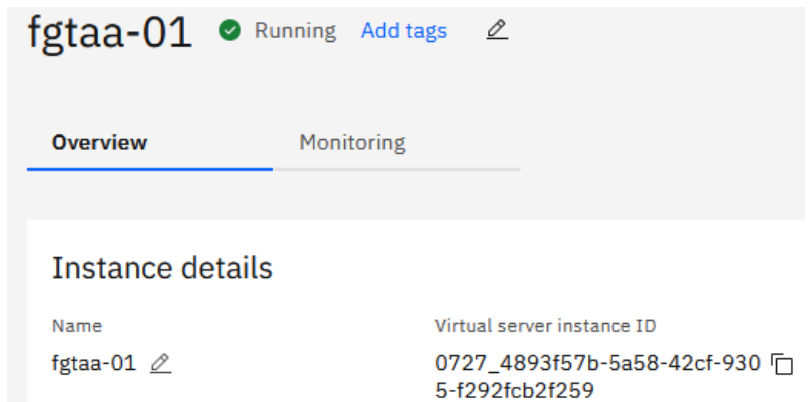 fgtaa-01 Running Add tags
Overview Monitoring
Instance details
Name Virtual server instance ID
fgtaa-01 0727_4893f57b-5a58-42cf-930
5-f292fcb2f259